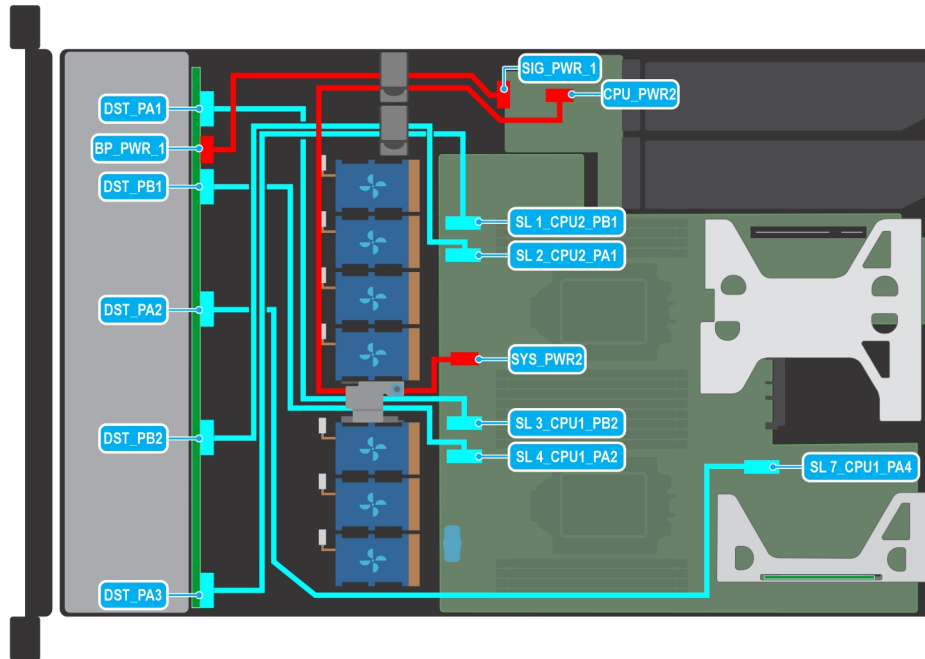 SIG_PWR_1
CPU_PWR2
DST_PA1
BP_PWR_1
DST_PB1
SL 1_CPU2_PB1
SL 2_CPU2_PA1
DST_PA2
SYS_PWR2
SL 3_CPU1_PB2
DST_PB2
SL 4_CPU1_PA2
SL 7_CPU1_PA4
DST_PA3